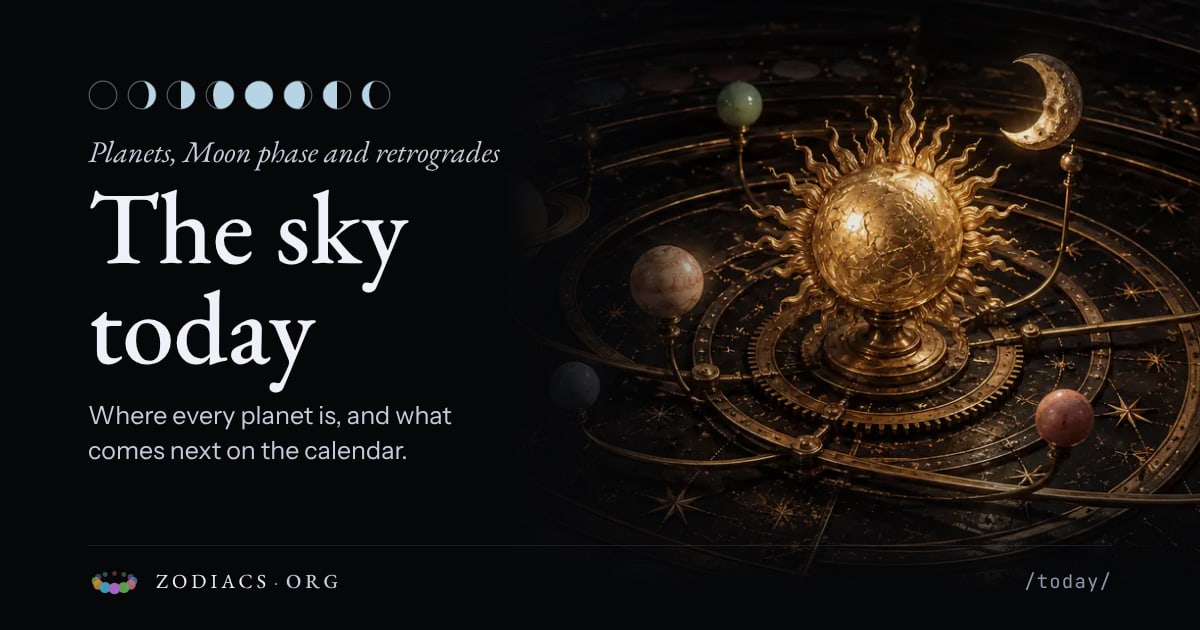 Planets, Moon phase and retrogrades
The sky
today
Where every planet is, and what
comes next on the calendar.
ZODIACS·ORG
/today/